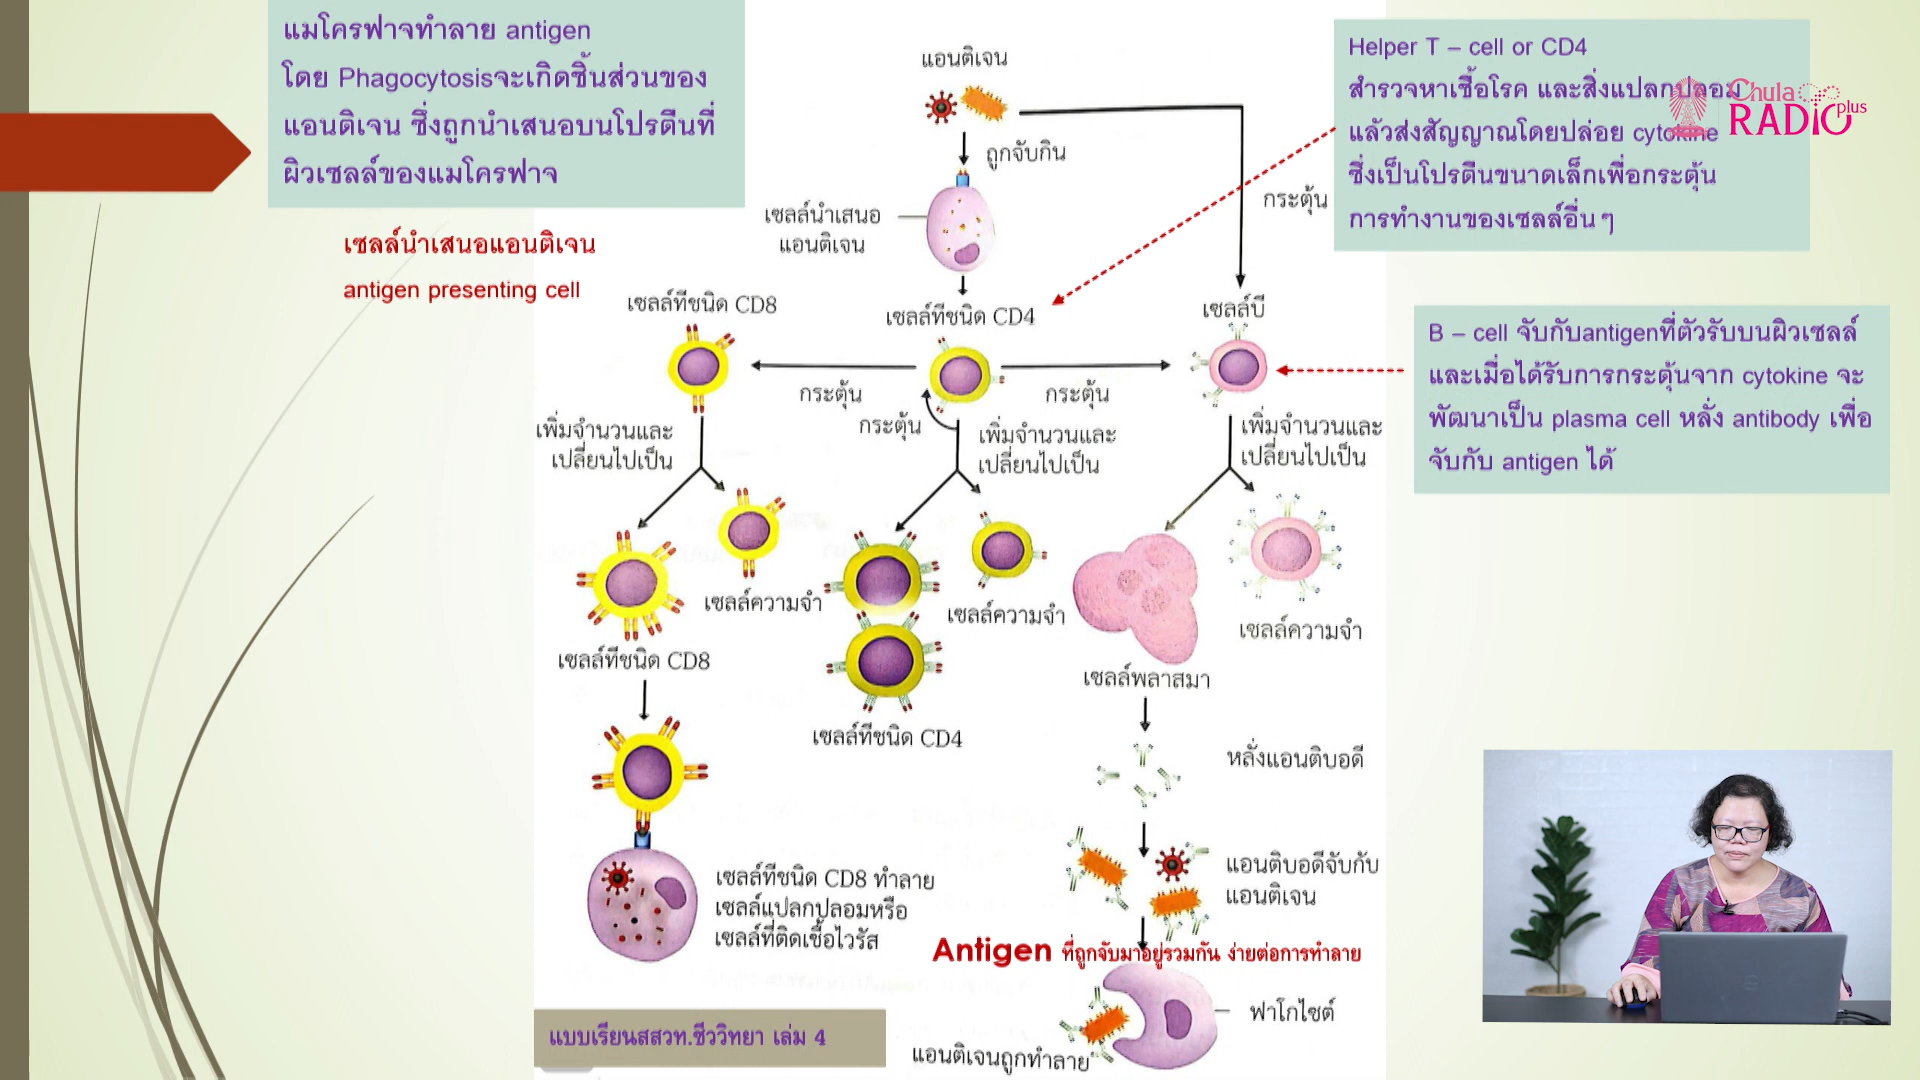 แมโครฟาจทำลาย antigen
โดย Phagocytosisจะเกิดชิ้นส่วนของ
แอนติเจน ซึ่งถูกนำเสนอบนโปรตีนที่
ผิวเซลล์ของแมโครฟาจ
เซลล์นำเสนอแอนติเจน
antigen presenting cell
แอนติเจน
ถูกจับกิน
กระตุ้น
เซลล์นำเสนอ
แอนติเจน
Helper T – cell or CD4
สำรวจหาเชื้อโรค และสิ่งแปลกปลอม
แล้วส่งสัญญาณโดยปล่อย cytokine
ซึ่งเป็นโปรตีนขนาดเล็กเพื่อกระตุ้น
การทำงานของเซลล์อื่นๆ
Chula
RADIO plus
เซลล์ทีชนิด CD8
เซลล์ทีชนิด CD4
เซลล์บี
B – cell จับกับantigenที่ตัวรับบนผิวเซลล์
และเมื่อได้รับการกระตุ้นจาก cytokine จะ
พัฒนาเป็น plasma cell หลั่ง antibody เพื่อ
จับกับ antigen ได้
กระตุ้น
กระตุ้น
กระตุ้น
เพิ่มจำนวนและ
เปลี่ยนไปเป็น
เพิ่มจำนวนและ
เปลี่ยนไปเป็น
เพิ่มจำนวนและ
เปลี่ยนไปเป็น
เซลล์ความจำ
เซลล์ความจำ
เซลล์ความจำ
เซลล์ทีชนิด CD8
เซลล์พลาสมา
เซลล์ทีชนิด CD4
หลั่งแอนติบอดี
เซลล์ทีชนิด CD8 ทำลาย
เซลล์แปลกปลอมหรือ
เซลล์ที่ติดเชื้อไวรัส
แอนติบอดีจับกับ
แอนติเจน
Antigen ที่ถูกจับมาอยู่รวมกัน ง่ายต่อการทำลาย
ฟาโกไซต์
แอนติเจนถูกทำลาย
แบบเรียนสสวท.ชีววิทยา เล่ม 4